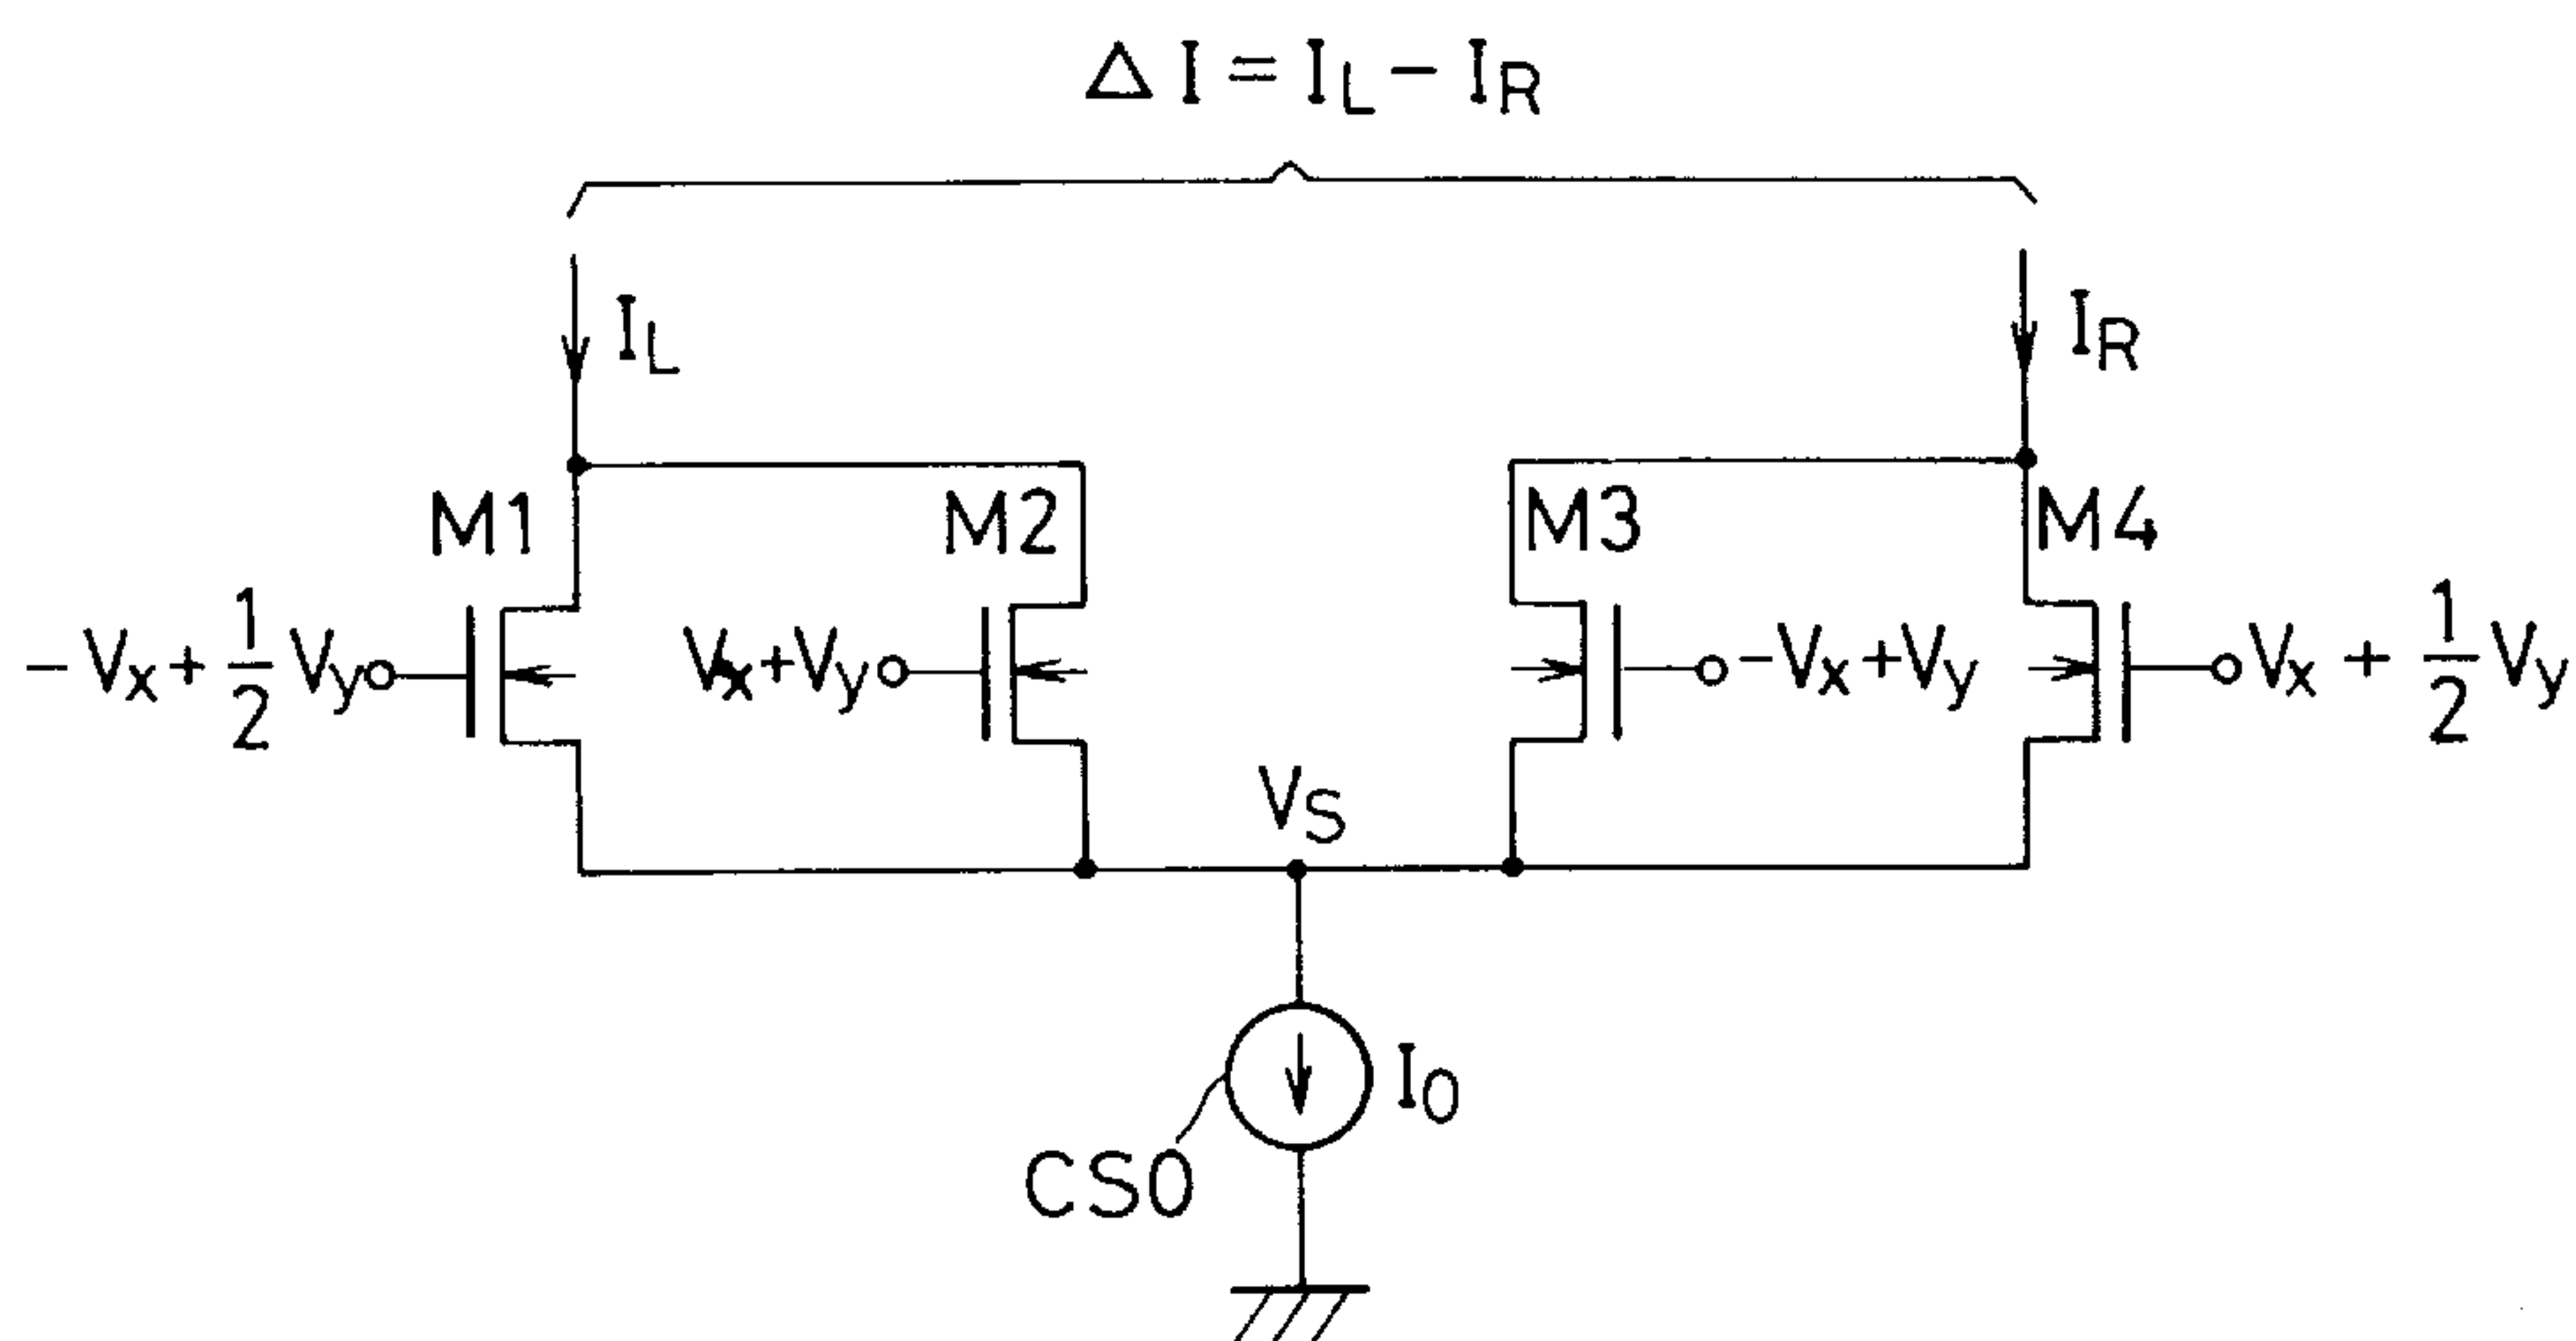 ΔI = IL − IR
IL
IR
M1
M2
M3
M4
−Vx + 1/2 Vy
Vx + Vy
−Vx + Vy
Vx + 1/2 Vy
VS
IO
CS0